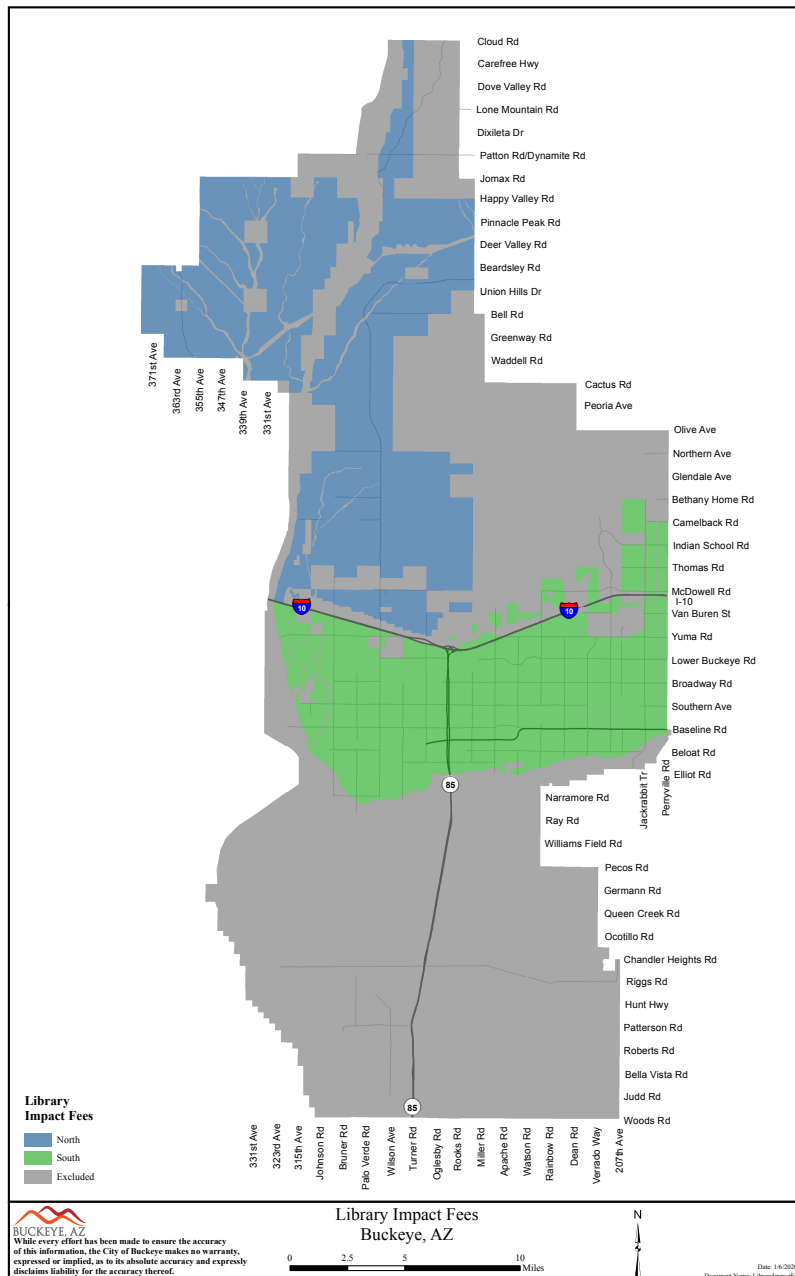 Cloud Rd
Carefree Hwy
Dove Valley Rd
Lone Mountain Rd
Dixileta Dr
Patton Rd/Dynamite Rd
Jomax Rd
Happy Valley Rd
Pinnacle Peak Rd
Deer Valley Rd
Beardsley Rd
Union Hills Dr
Bell Rd
Greenway Rd
Waddell Rd
Cactus Rd
Peoria Ave
Olive Ave
Northern Ave
Glendale Ave
Bethany Home Rd
Camelback Rd
Indian School Rd
Thomas Rd
McDowell Rd
I-10
Van Buren St
Yuma Rd
Lower Buckeye Rd
Broadway Rd
Southern Ave
Baseline Rd
Beloat Rd
Elliot Rd
371st Ave
363rd Ave
355th Ave
347th Ave
339th Ave
331st Ave
10
10
85
Jackrabbit Tr
Perryville Rd
Narramore Rd
Ray Rd
Williams Field Rd
Pecos Rd
Germann Rd
Queen Creek Rd
Ocotillo Rd
Chandler Heights Rd
Riggs Rd
Hunt Hwy
Patterson Rd
Roberts Rd
Bella Vista Rd
Judd Rd
Woods Rd
85
331st Ave
323rd Ave
315th Ave
Johnson Rd
Bruner Rd
Palo Verde Rd
Wilson Ave
Turner Rd
Oglesby Rd
Rooks Rd
Miller Rd
Apache Rd
Watson Rd
Rainbow Rd
Dean Rd
Verrado Way
207th Ave
Library
Impact Fees
North
South
Excluded
BUCKEYE, AZ
While every effort has been made to ensure the accuracy
of this information, the City of Buckeye makes no warranty,
expressed or implied, as to its absolute accuracy and expressly
disclaims liability for the accuracy thereof.
Library Impact Fees
Buckeye, AZ
0 2.5 5 10
Miles
N
Date: 1/6/2020
Document Name: